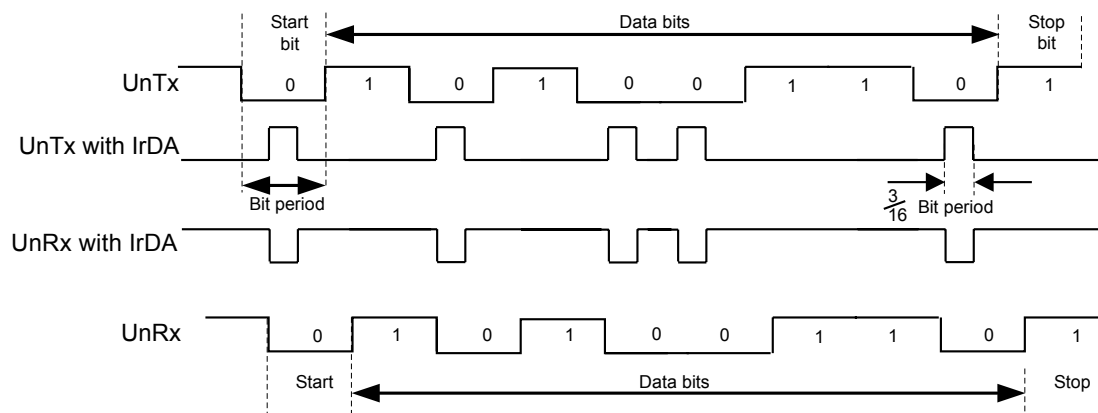 Start
bit
Data bits
Stop
bit
UnTx
0 1 0 1 0 0 1 1 0 1
UnTx with IrDA
Bit period
3/16 Bit period
UnRx with IrDA
UnRx
0 1 0 1 0 0 1 1 0 1
Start
Data bits
Stop